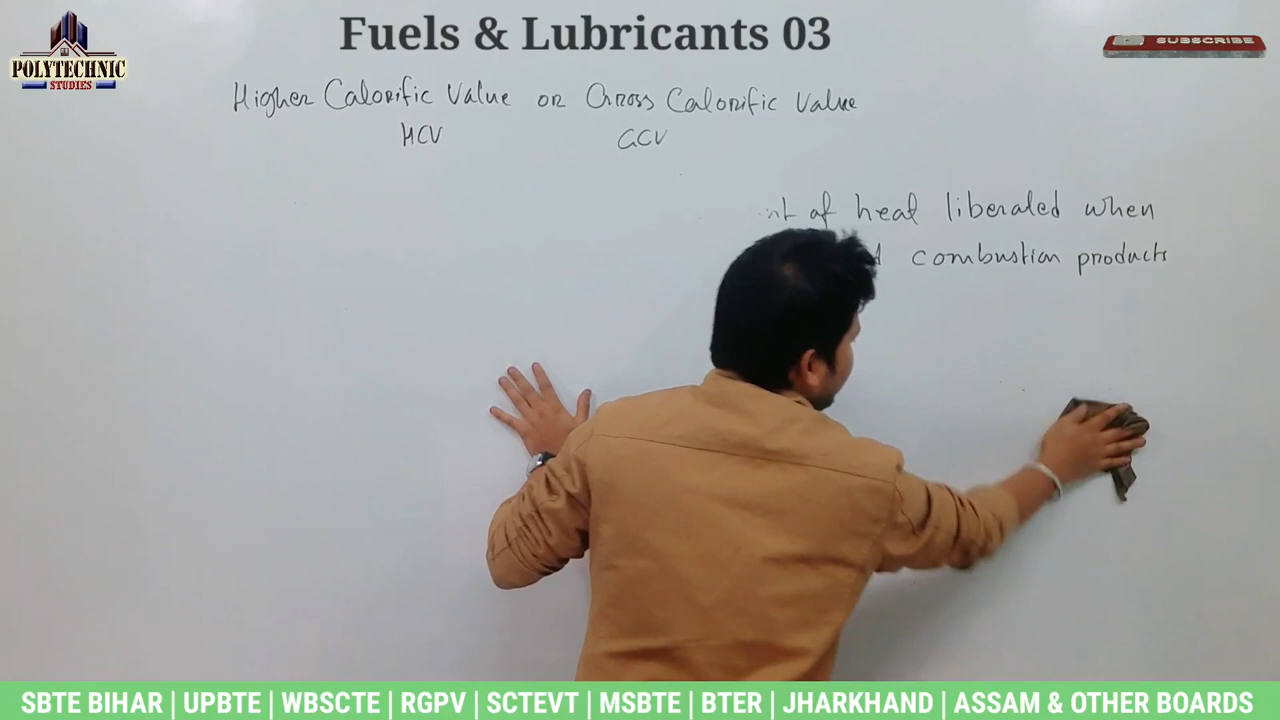 Fuels & Lubricants 03
POLYTECHNIC
STUDIES
SUBSCRIBE
Higher Calorific Value or Gross Calorific Value
HCV GCV
of heat liberated when
combustion products
SBTE BIHAR | UPBTE | WBSCTE | RGPV | SCTEVT | MSBTE | BTER | JHARKHAND | ASSAM & OTHER BOARDS